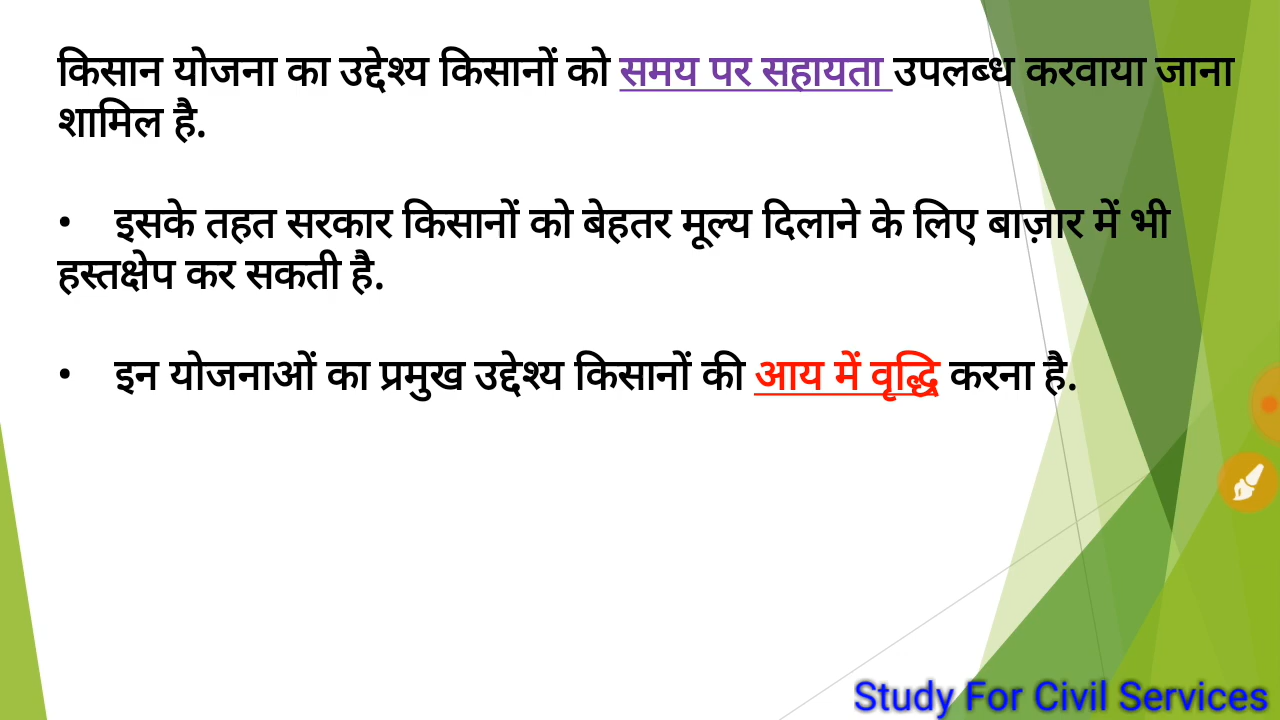 किसान योजना का उद्देश्य किसानों को समय पर सहायता उपलब्ध करवाया जाना
शामिल है.
• इसके तहत सरकार किसानों को बेहतर मूल्य दिलाने के लिए बाज़ार में भी
हस्तक्षेप कर सकती है.
• इन योजनाओं का प्रमुख उद्देश्य किसानों की आय में वृद्धि करना है.
Study For Civil Services